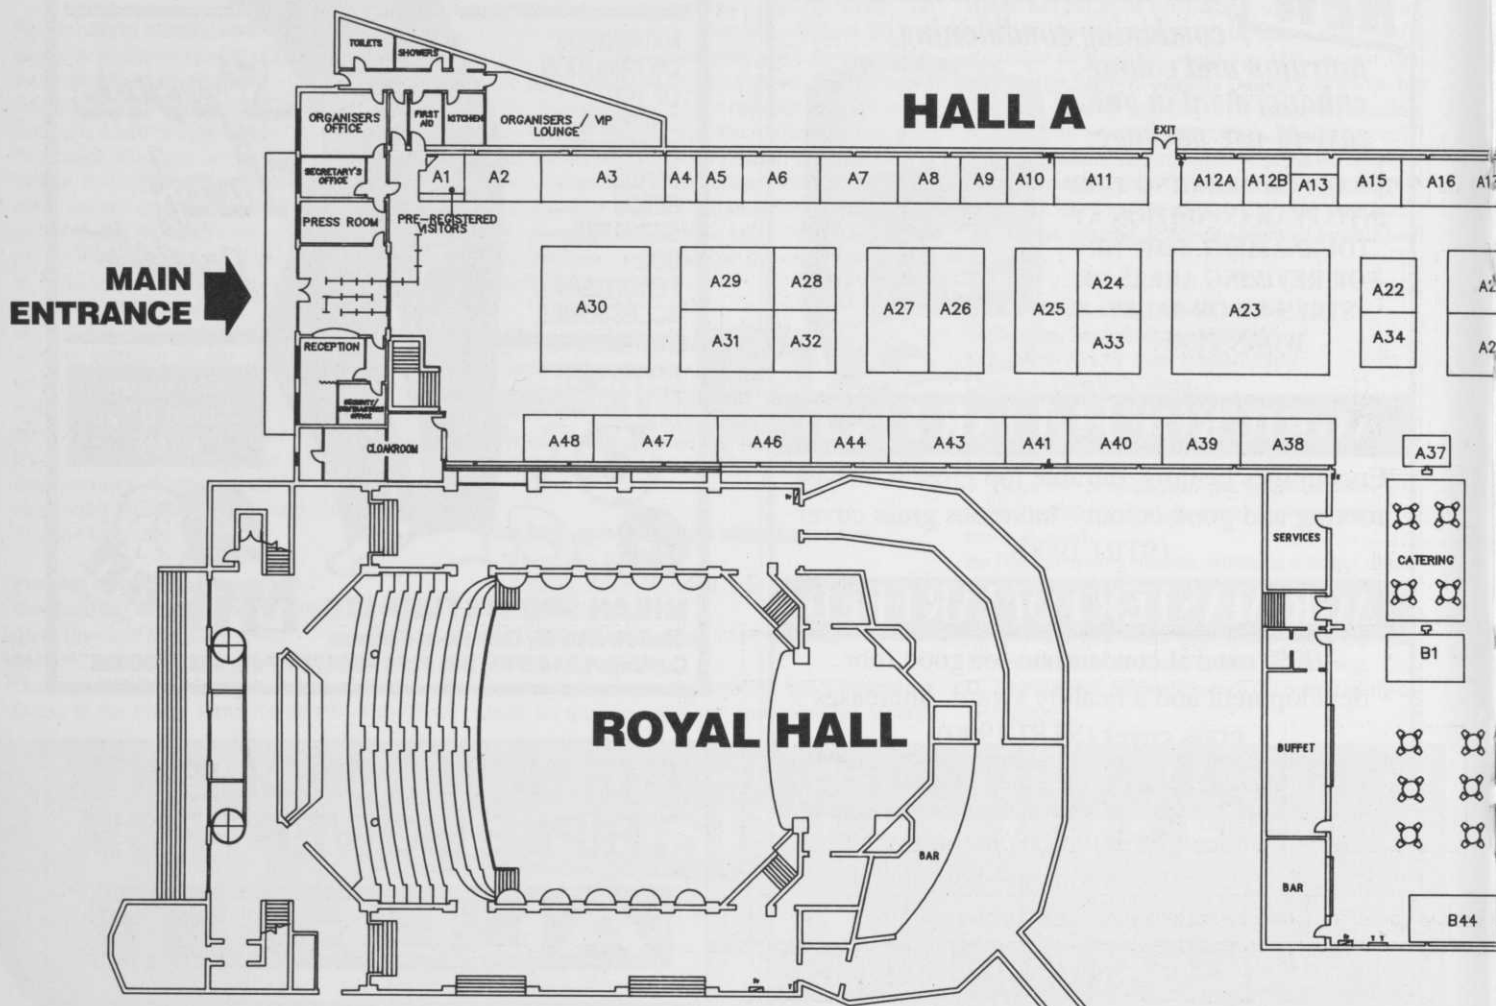 TOILETS
SHOWERS
HALL A
ORGANISERS
OFFICE
FIRST
AID
KITCHEN
ORGANISERS / VIP
LOUNGE
EXIT
SECRETARY'S
OFFICE
A1 A2 A3 A4 A5 A6 A7 A8 A9 A10 A11 A12A A12B A13 A15 A16
PRESS ROOM
PRE-REGISTERED
VISITORS
MAIN
ENTRANCE
A29 A28 A24 A22
A30 A27 A26 A25 A23
A31 A32 A33 A34
RECEPTION
SECURITY/
CONTRACTORS
OFFICE
CLOAKROOM
A48 A47 A46 A44 A43 A41 A40 A39 A38 A37
SERVICES
CATERING
B1
ROYAL HALL
BUFFET
BAR
BAR
B44